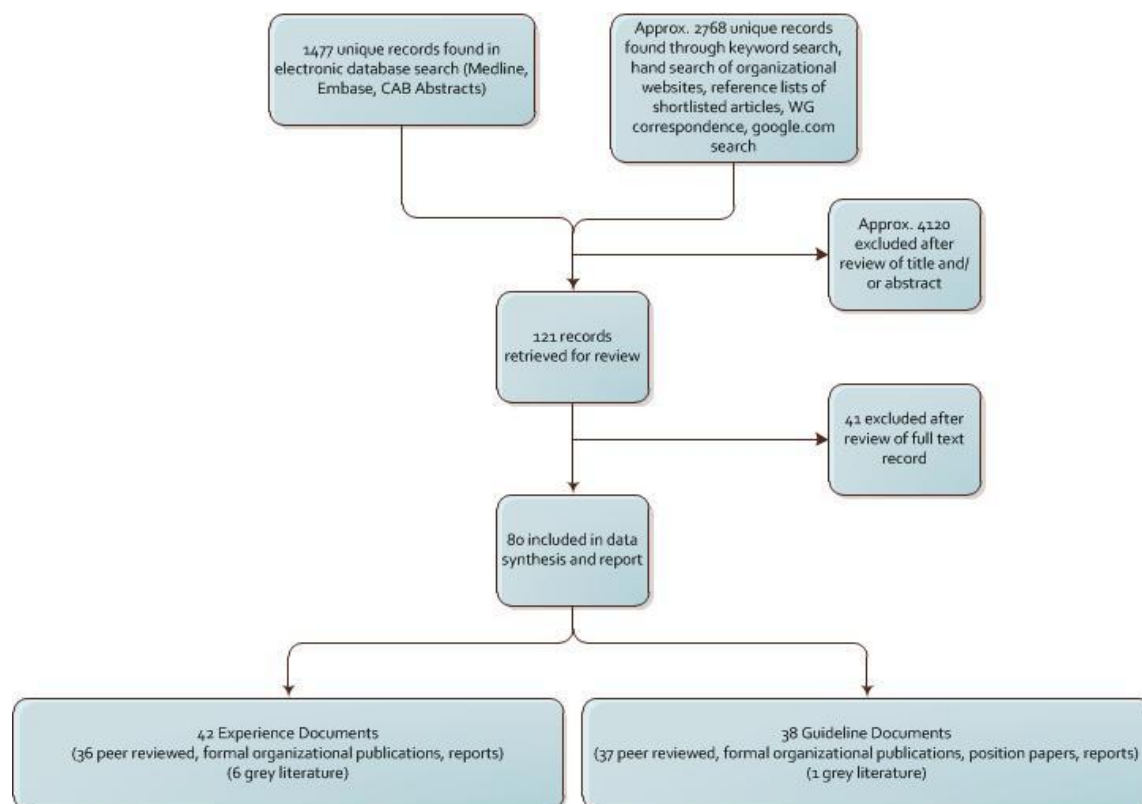 1477 unique records found in
electronic database search (Medline,
Embase, CAB Abstracts)
Approx. 2768 unique records
found through keyword search,
hand search of organizational
websites, reference lists of
shortlisted articles, WG
correspondence, google.com
search
Approx. 4120
excluded after
review of title and/
or abstract
121 records
retrieved for review
41 excluded after
review of full text
record
80 included in data
synthesis and report
42 Experience Documents
(36 peer reviewed, formal organizational publications, reports)
(6 grey literature)
38 Guideline Documents
(37 peer reviewed, formal organizational publications, position papers, reports)
(1 grey literature)